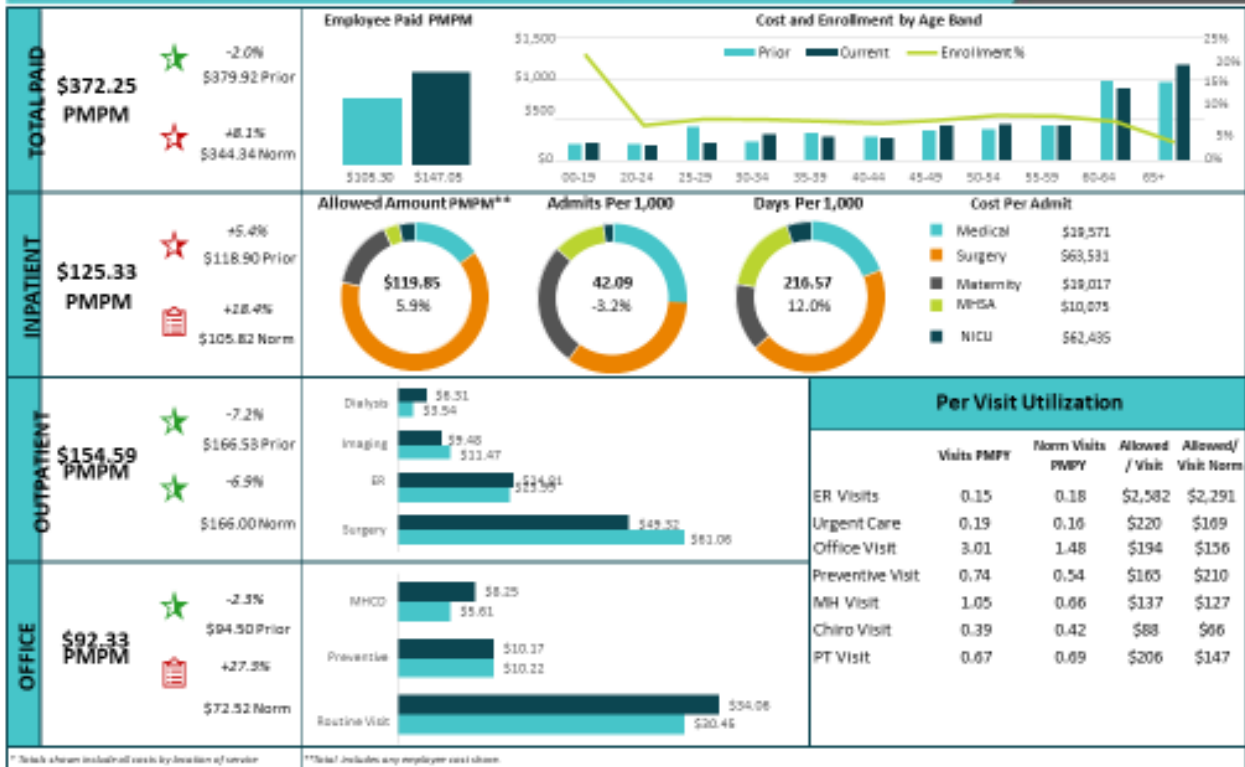 TOTAL PAID
$372.25
PMPM
-2.0%
$379.92 Prior
+8.1%
$344.34 Norm
Employee Paid PMPM
$105.30 $147.05
Cost and Enrollment by Age Band
Prior Current Enrollment %
$1,500
$1,000
$500
$0
25%
20%
15%
10%
5%
0%
00-19 20-24 25-29 30-34 35-39 40-44 45-49 50-54 55-59 60-64 65+
INPATIENT
$125.33
PMPM
+5.4%
$118.90 Prior
+18.4%
$105.82 Norm
Allowed Amount PMPM**
$119.85
5.9%
Admits Per 1,000
42.09
-3.2%
Days Per 1,000
216.57
12.0%
Cost Per Admit
Medical $19,571
Surgery $63,531
Maternity $19,017
MHSA $10,075
NICU $62,435
OUTPATIENT
$154.59
PMPM
-7.2%
$166.53 Prior
-6.9%
$166.00 Norm
Dialysis
$6.31
$3.54
Imaging
$9.48
$11.47
ER
Surgery
$49.32
$61.06
Per Visit Utilization
Visits PMPY Norm Visits PMPY Allowed / Visit Allowed/ Visit Norm
ER Visits 0.15 0.18 $2,582 $2,291
Urgent Care 0.19 0.16 $220 $169
Office Visit 3.01 1.48 $194 $156
Preventive Visit 0.74 0.54 $165 $210
MH Visit 1.05 0.66 $137 $127
Chiro Visit 0.39 0.42 $88 $66
PT Visit 0.67 0.69 $206 $147
OFFICE
$92.33
PMPM
-2.3%
$94.50 Prior
+27.3%
$72.52 Norm
MHCD
$8.25
$5.61
Preventive
$10.17
$10.22
Routine Visit
$34.06
$30.46
* Totals shown include all costs by location of service
**Total includes any employee cost share.